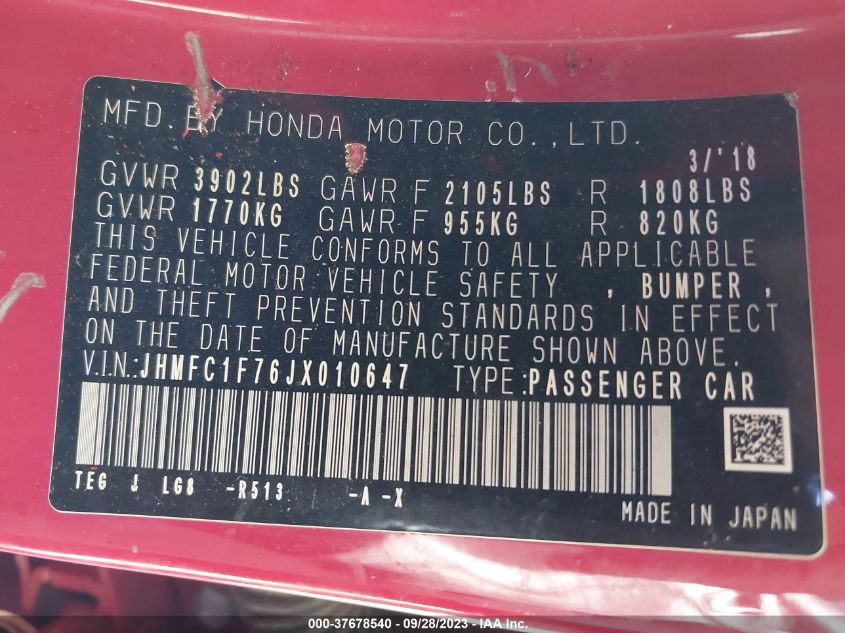 MFD.BY HONDA MOTOR CO.,LTD.
3/'18
GVWR 3902LBS GAWR F 2105LBS R 1808LBS
GVWR 1770KG GAWR F 955KG R 820KG
THIS VEHICLE CONFORMS TO ALL APPLICABLE
FEDERAL MOTOR VEHICLE SAFETY , BUMPER ,
AND THEFT PREVENTION STANDARDS IN EFFECT
ON THE DATE OF MANUFACTURE SHOWN ABOVE.
V.I.N.:JHMFC1F76JX010647 TYPE:PASSENGER CAR
TEG J LG8 -R513 -A -X
MADE IN JAPAN
000-37678540 - 09/28/2023 -